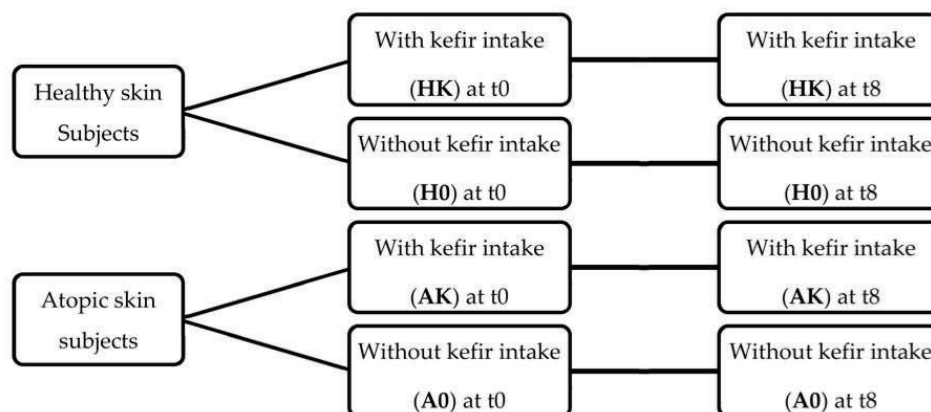 Healthy skin
Subjects
With kefir intake
(HK) at t0
With kefir intake
(HK) at t8
Without kefir intake
(H0) at t0
Without kefir intake
(H0) at t8
Atopic skin
subjects
With kefir intake
(AK) at t0
With kefir intake
(AK) at t8
Without kefir intake
(A0) at t0
Without kefir intake
(A0) at t8